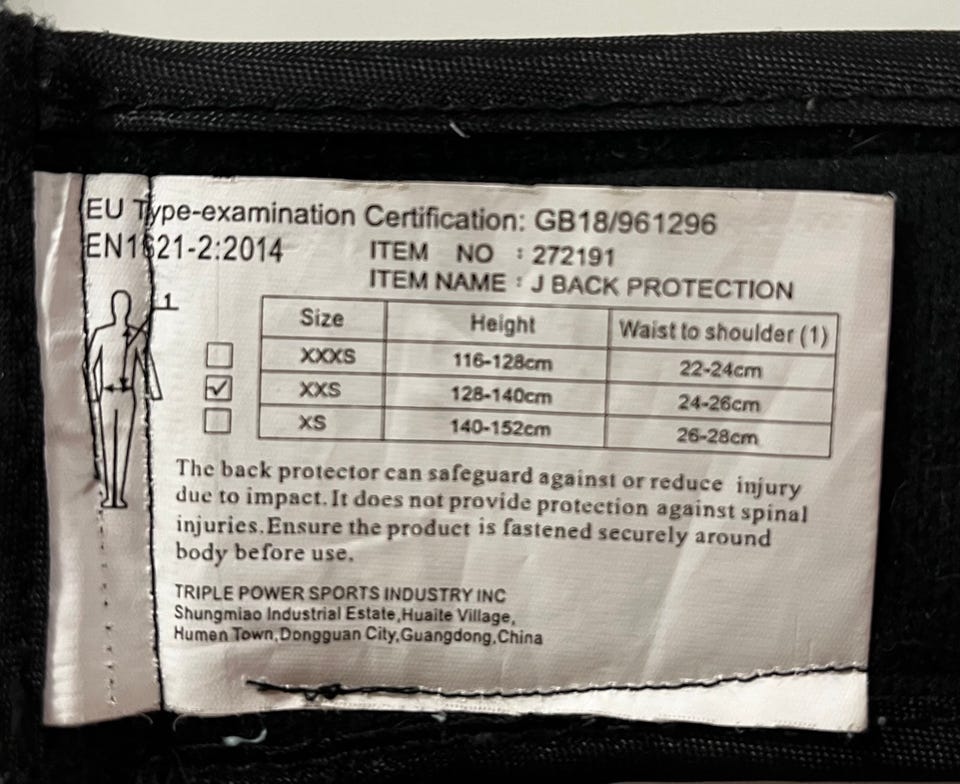 EU Type-examination Certification: GB18/961296
EN1621-2:2014
ITEM NO : 272191
ITEM NAME : J BACK PROTECTION
1
Size Height Waist to shoulder (1)
XXXS 116-128cm 22-24cm
XXS 128-140cm 24-26cm
XS 140-152cm 26-28cm
The back protector can safeguard against or reduce injury
due to impact. It does not provide protection against spinal
injuries.Ensure the product is fastened securely around
body before use.
TRIPLE POWER SPORTS INDUSTRY INC
Shungmiao Industrial Estate,Huaite Village,
Humen Town,Dongguan City,Guangdong,China